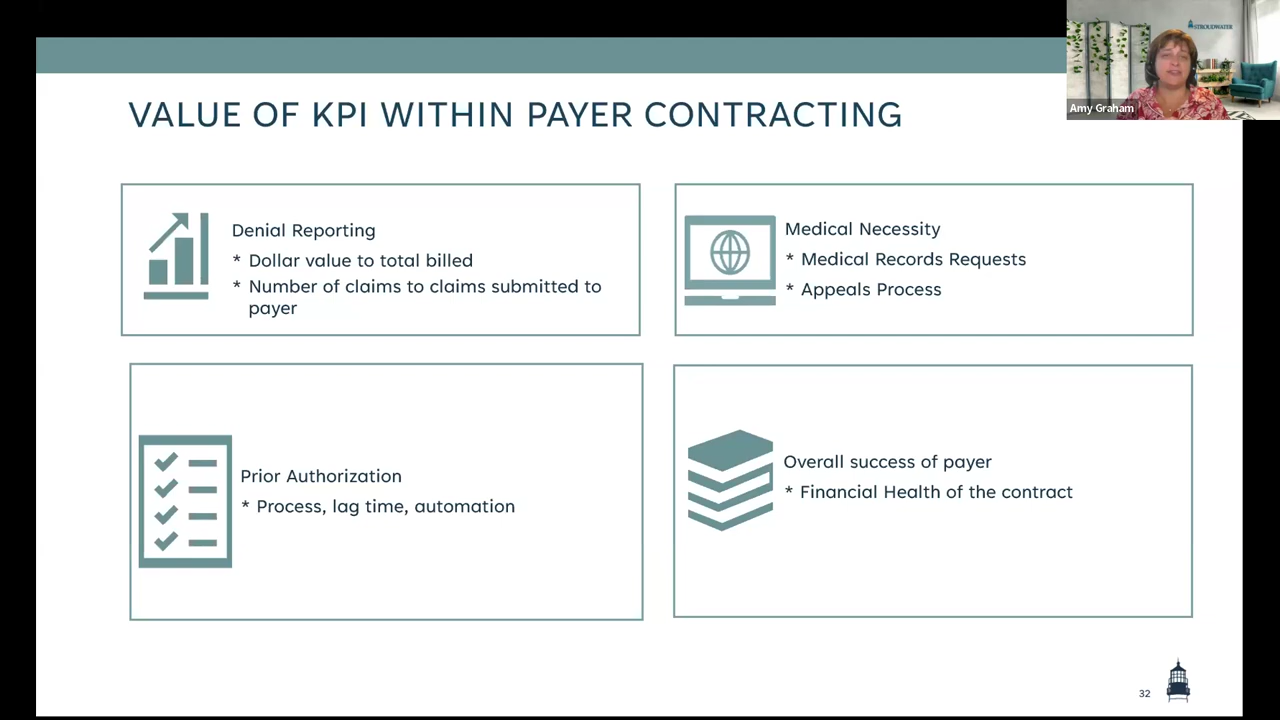 STROUDWATER
Amy Graham
VALUE OF KPI WITHIN PAYER CONTRACTING
Denial Reporting
* Dollar value to total billed
* Number of claims to claims submitted to
payer
Medical Necessity
* Medical Records Requests
* Appeals Process
Prior Authorization
* Process, lag time, automation
Overall success of payer
* Financial Health of the contract
32